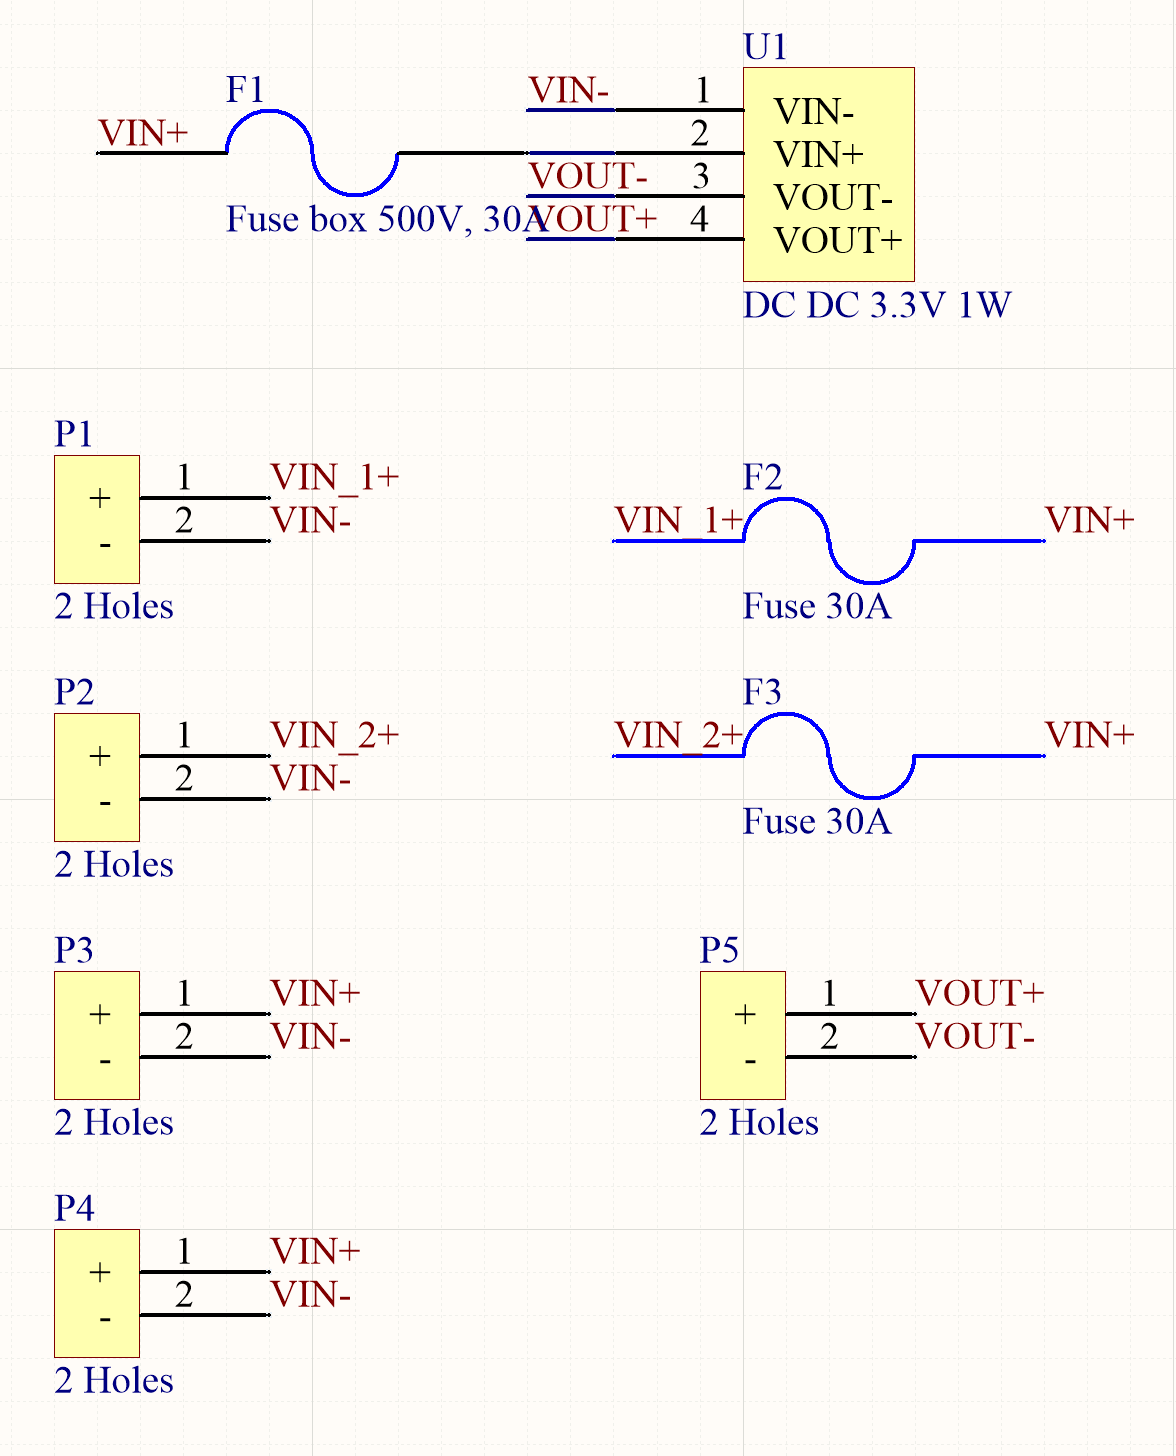 U1
F1
VIN-
1
VIN-
VIN+
2
VIN+
VOUT-
3
VOUT-
Fuse box 500V, 30A
VOUT+
4
VOUT+
DC DC 3.3V 1W
P1
+
1
VIN_1+
-
2
VIN-
2 Holes
F2
VIN_1+
VIN+
Fuse 30A
P2
+
1
VIN_2+
-
2
VIN-
2 Holes
F3
VIN_2+
VIN+
Fuse 30A
P3
+
1
VIN+
-
2
VIN-
2 Holes
P5
+
1
VOUT+
-
2
VOUT-
2 Holes
P4
+
1
VIN+
-
2
VIN-
2 Holes